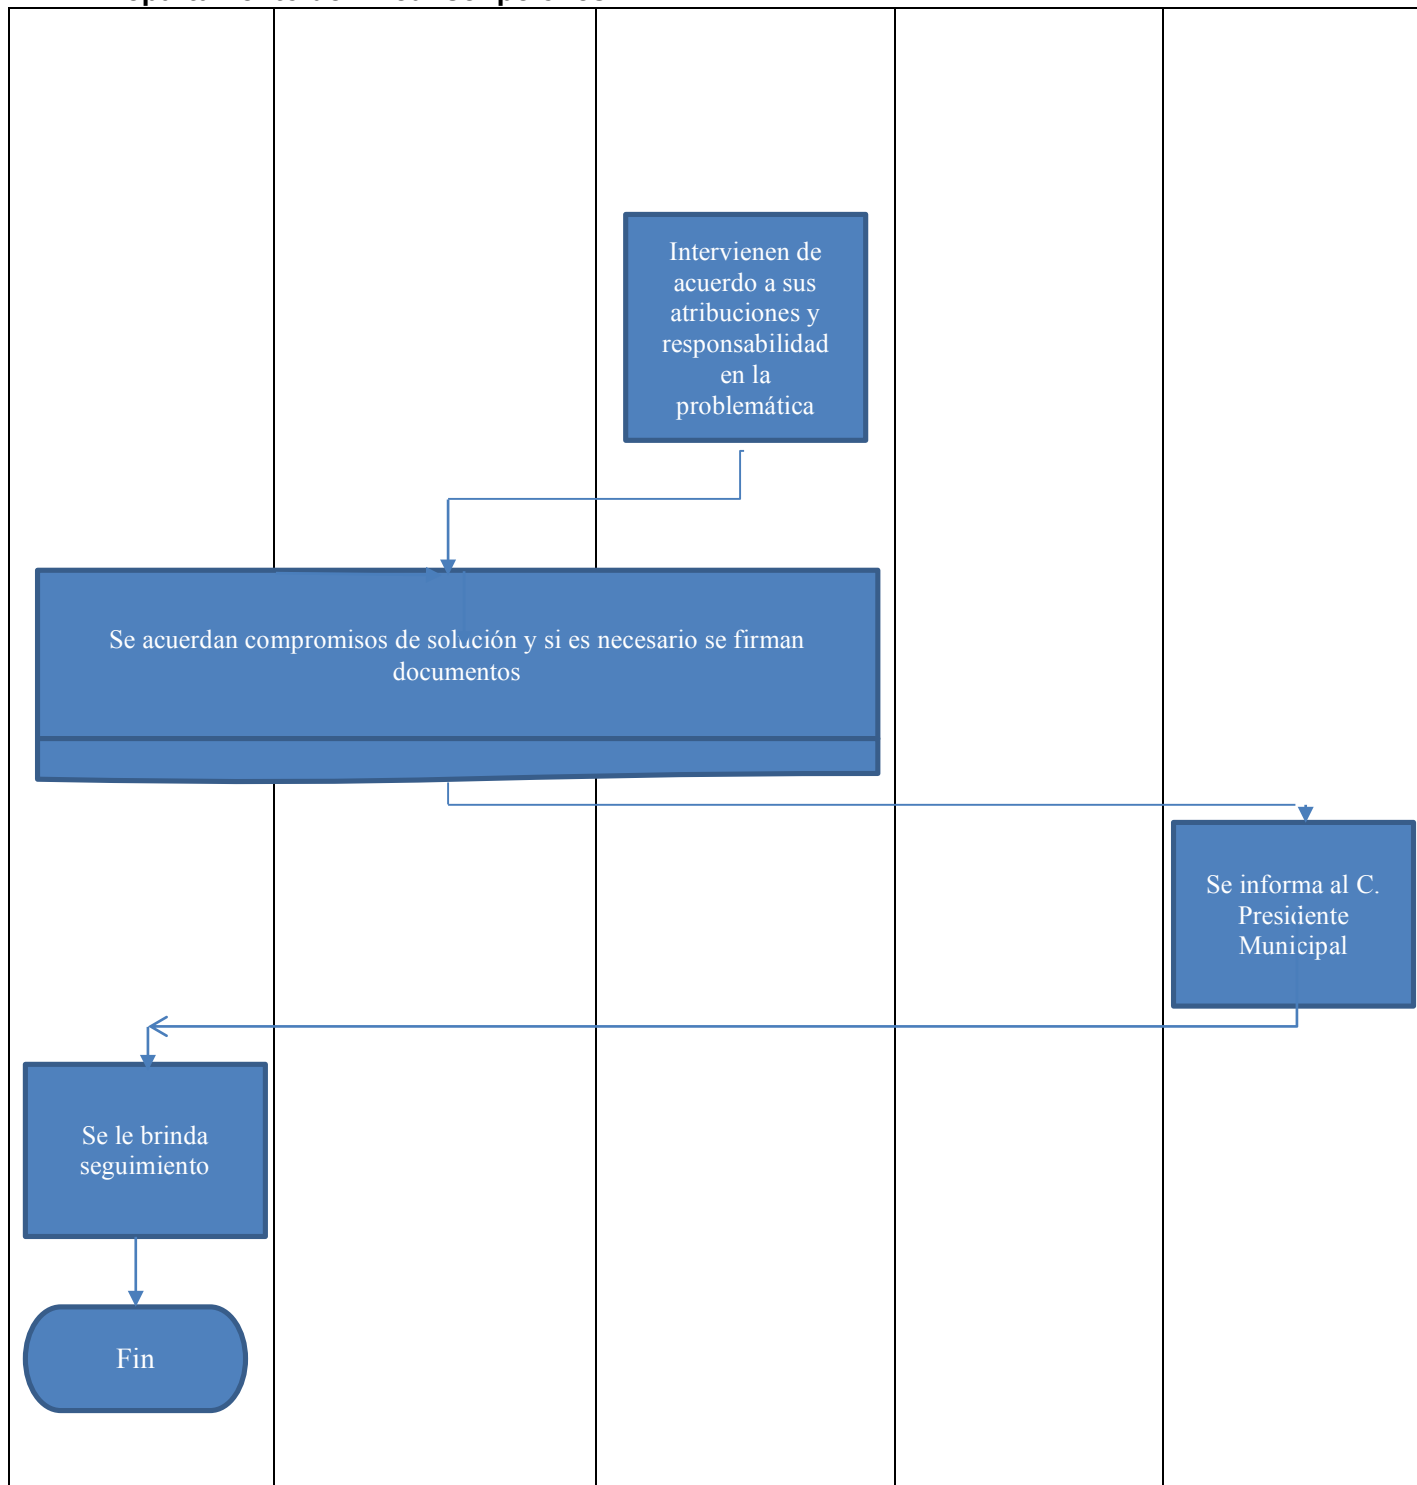 Intervienen de
acuerdo a sus
atribuciones y
responsabilidad
en la
problemática
Se acuerdan compromisos de solución y si es necesario se firman
documentos
Se informa al C.
Presidente
Municipal
Se le brinda
seguimiento
Fin